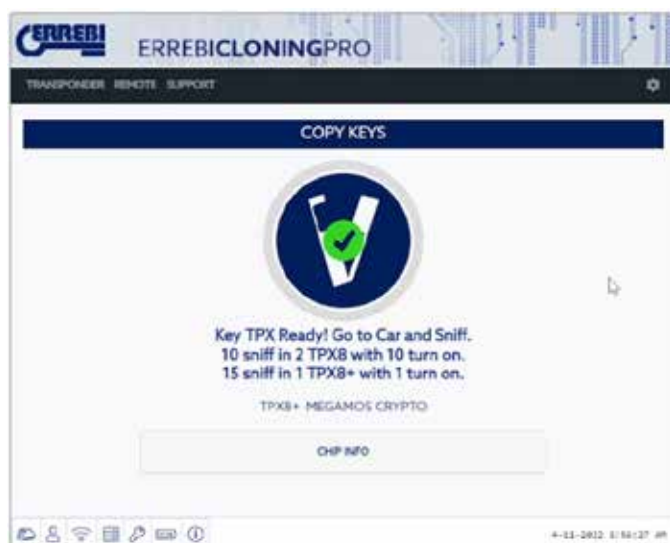 ERREBI
ERREBICLONINGPRO
TRANSPONDER REMOTE SUPPORT
COPY KEYS
Key TPX Ready! Go to Car and Sniff.
10 sniff in 2 TPX8 with 10 turn on.
15 sniff in 1 TPX8+ with 1 turn on.
TPX8+ MEGAMOS CRYPTO
CHIP INFO